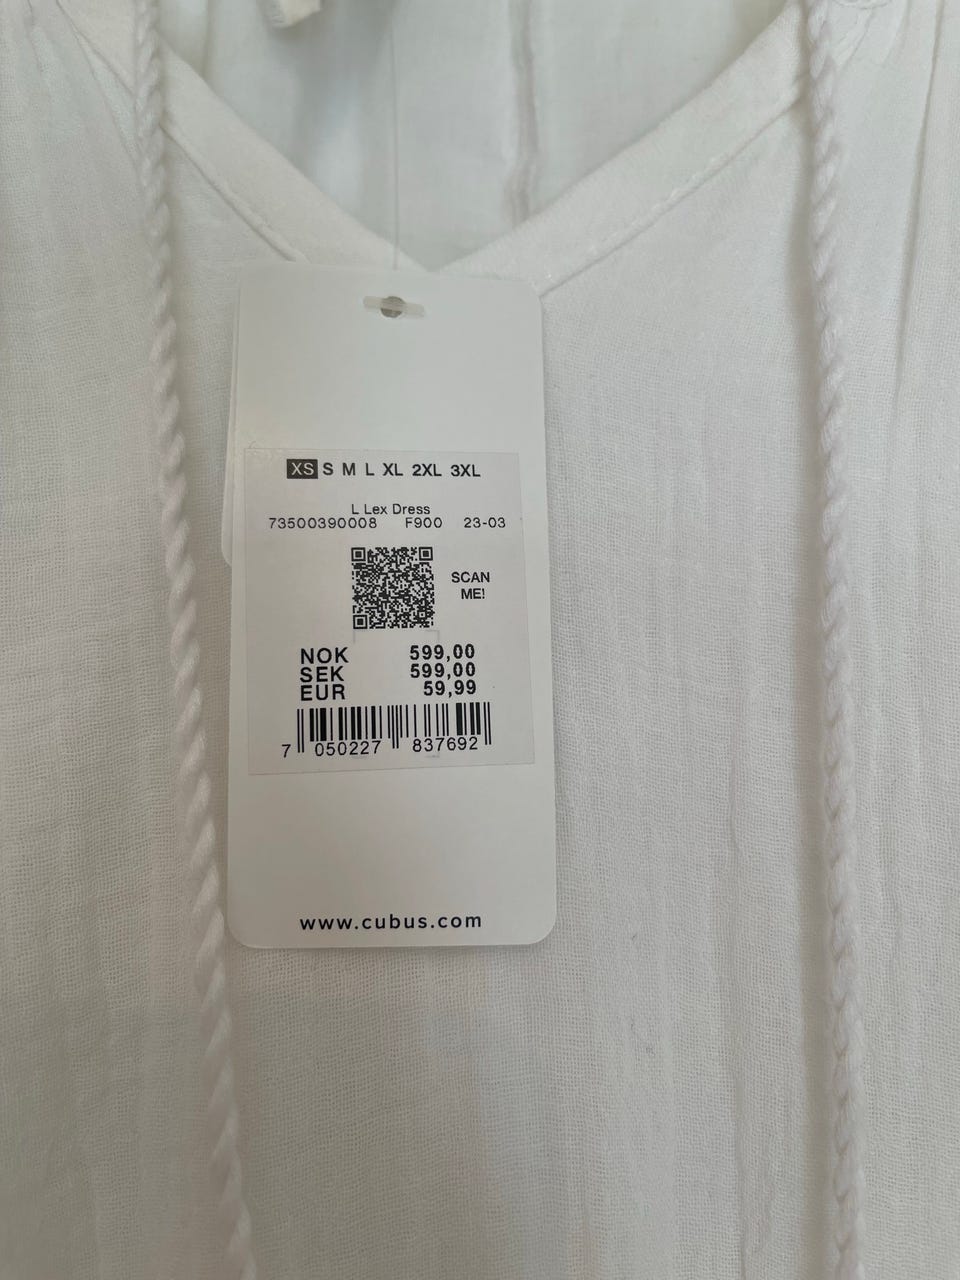 XS S M L XL 2XL 3XL
L Lex Dress
73500390008 F900 23-03
SCAN
ME!
NOK 599,00
SEK 599,00
EUR 59,99
7 050227 837692
www.cubus.com